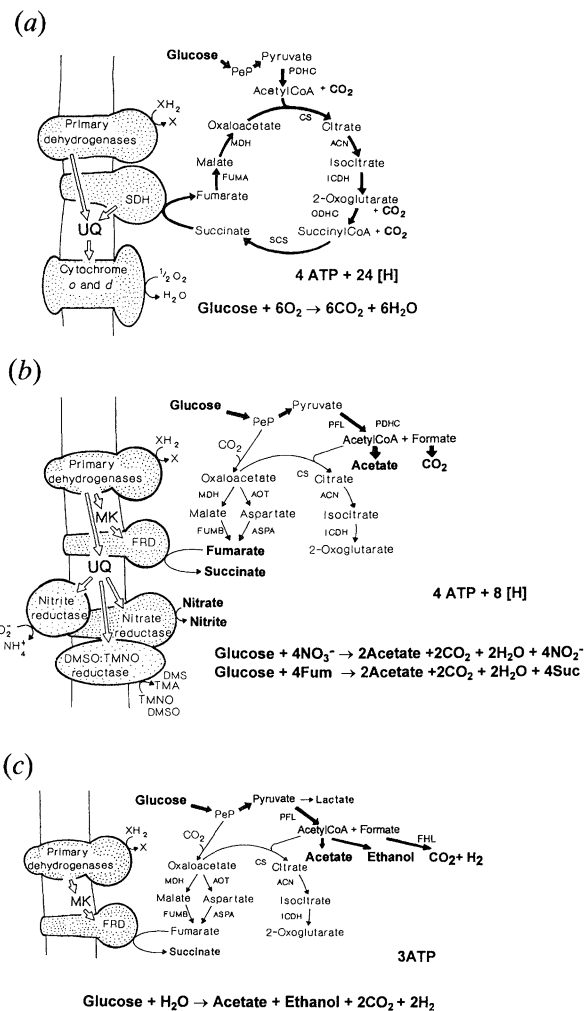 (a)
Glucose
Pyruvate
PeP
PDHC
AcetylCoA + CO2
XH2
X
Primary
dehydrogenases
Oxaloacetate
CS
Citrate
MDH
ACN
Malate
Isocitrate
FUMA
ICDH
SDH
Fumarate
2-Oxoglutarate
ODHC
+ CO2
UQ
Succinate
SuccinylCoA + CO2
SCS
Cytochrome
o and d
1/2 O2
H2O
4 ATP + 24 [H]
Glucose + 6O2 → 6CO2 + 6H2O
(b)
Glucose
Pyruvate
PeP
PFL
PDHC
XH2
X
CO2
AcetylCoA + Formate
Primary
dehydrogenases
Acetate
CO2
Oxaloacetate
CS
Citrate
MDH
AOT
ACN
MK
Malate
Aspartate
Isocitrate
FRD
FUMB
ASPA
ICDH
Fumarate
2-Oxoglutarate
UQ
Succinate
4 ATP + 8 [H]
Nitrite
reductase
Nitrate
reductase
Nitrate
Nitrite
O2-
NH4+
DMSO:TMNO
reductase
DMS
TMA
TMNO
DMSO
Glucose + 4NO3- → 2Acetate +2CO2 + 2H2O + 4NO2-
Glucose + 4Fum → 2Acetate +2CO2 + 2H2O + 4Suc
(c)
Glucose
Pyruvate → Lactate
PeP
PFL
XH2
X
CO2
AcetylCoA + Formate
FHL
Primary
dehydrogenases
Acetate
Ethanol
CO2+ H2
Oxaloacetate
CS
Citrate
MDH
AOT
ACN
MK
Malate
Aspartate
Isocitrate
FRD
FUMB
ASPA
ICDH
Fumarate
2-Oxoglutarate
Succinate
3ATP
Glucose + H2O → Acetate + Ethanol + 2CO2 + 2H2